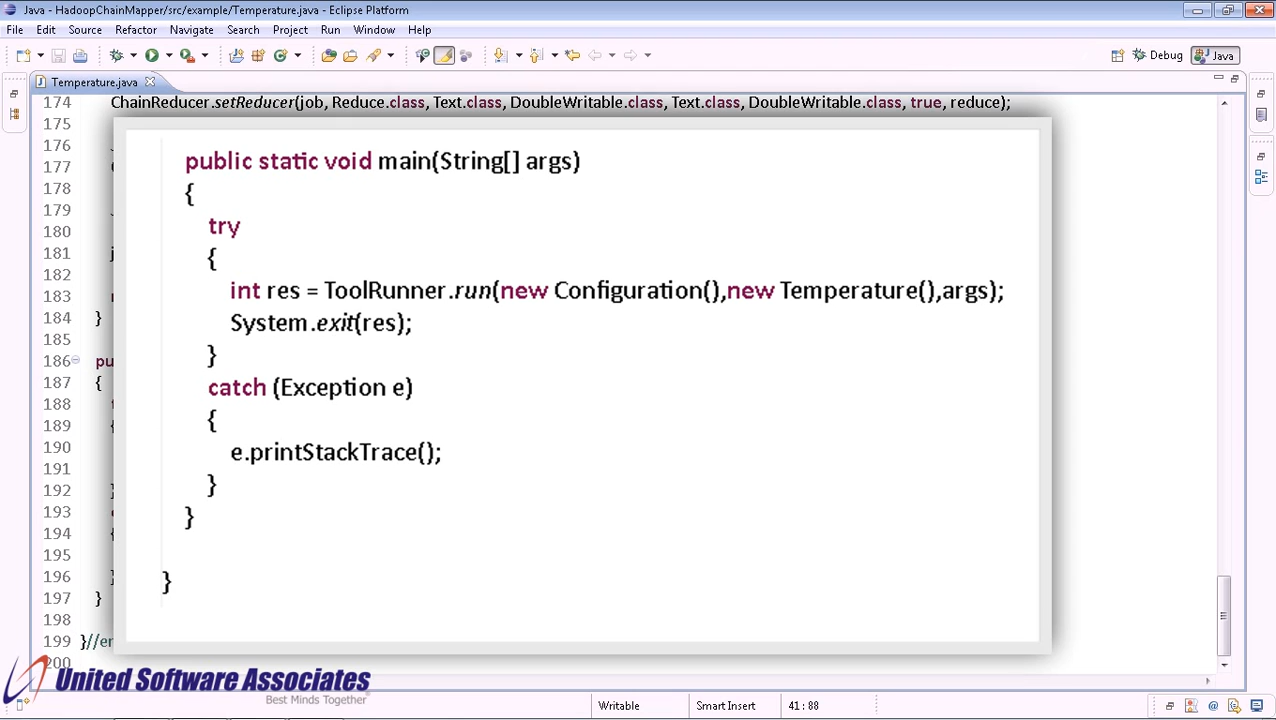 Java - HadoopChainMapper/src/example/Temperature.java - Eclipse Platform
File Edit Source Refactor Navigate Search Project Run Window Help
Debug Java
Temperature.java
174 ChainReducer.setReducer(job, Reduce.class, Text.class, DoubleWritable.class, Text.class, DoubleWritable.class, true, reduce);
175
176
177
178
179
180
181
182
183
184 }
185
186 pu
187 {
188
189 {
190
191
192 }
193
194 {
195
196 }
197 }
198
199 }//er
200
public static void main(String[] args)
{
try
{
int res = ToolRunner.run(new Configuration(),new Temperature(),args);
System.exit(res);
}
catch (Exception e)
{
e.printStackTrace();
}
}
}
United Software Associates
Best Minds Together
Writable Smart Insert 41 : 83